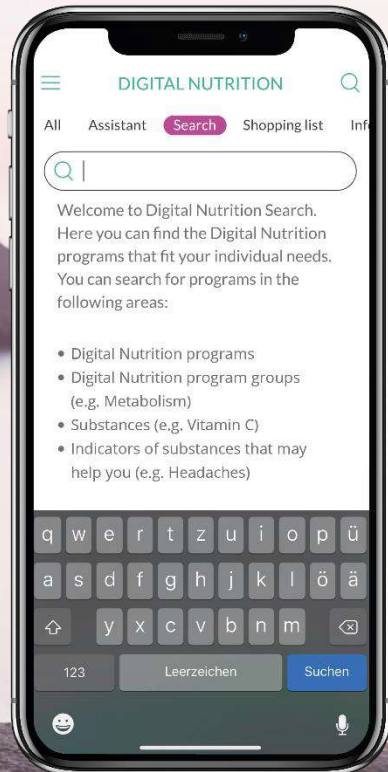 DIGITAL NUTRITION
All Assistant Search Shopping list Info
Welcome to Digital Nutrition Search.
Here you can find the Digital Nutrition
programs that fit your individual needs.
You can search for programs in the
following areas:
• Digital Nutrition programs
• Digital Nutrition program groups
(e.g. Metabolism)
• Substances (e.g. Vitamin C)
• Indicators of substances that may
help you (e.g. Headaches)
q w e r t z u i o p ü
a s d f g h j k l ö ä
y x c v b n m
123 Leerzeichen Suchen